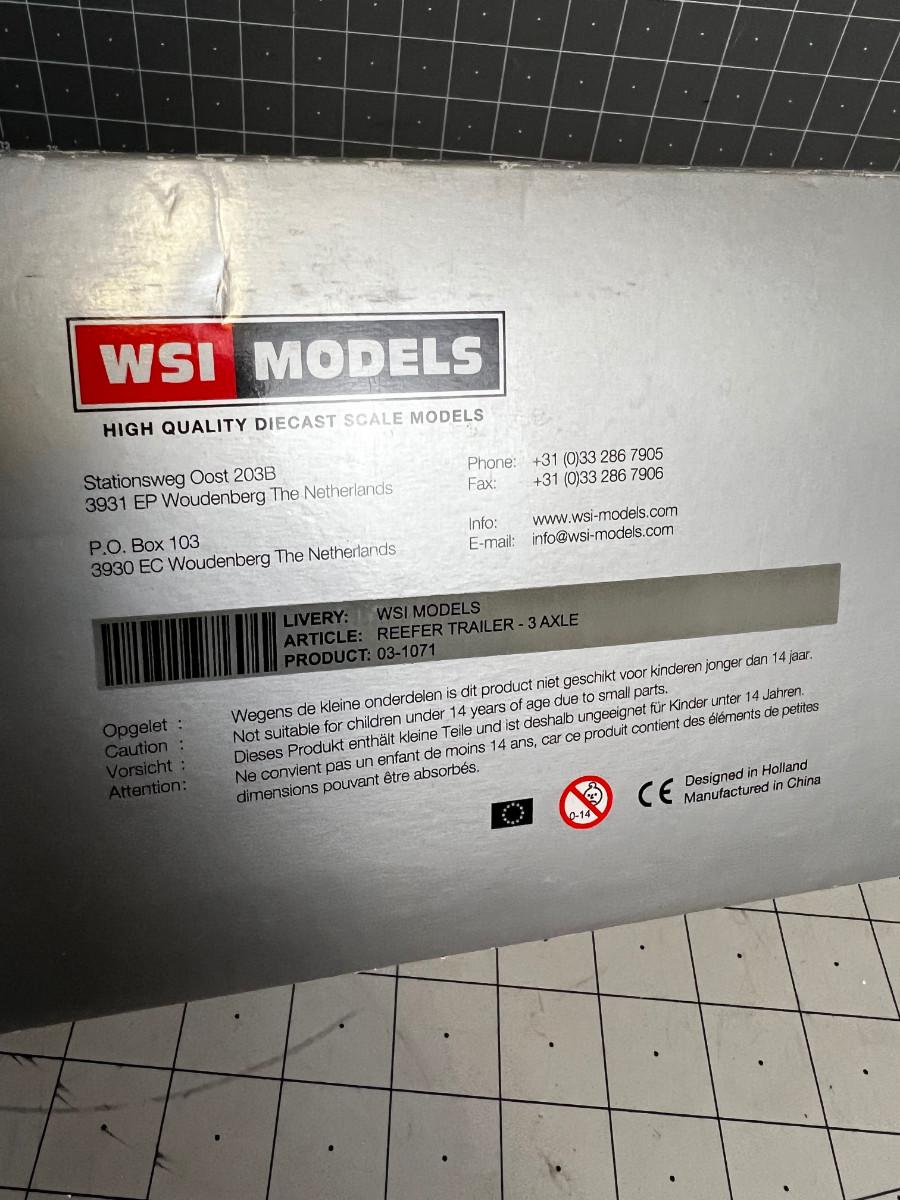 WSI MODELS
HIGH QUALITY DIECAST SCALE MODELS
Stationsweg Oost 203B
3931 EP Woudenberg The Netherlands
P.O. Box 103
3930 EC Woudenberg The Netherlands
Phone: +31 (0)33 286 7905
Fax: +31 (0)33 286 7906
Info: www.wsi-models.com
E-mail: info@wsi-models.com
LIVERY: WSI MODELS
ARTICLE: REEFER TRAILER - 3 AXLE
PRODUCT: 03-1071
Opgelet : Wegens de kleine onderdelen is dit product niet geschikt voor kinderen jonger dan 14 jaar.
Caution : Not suitable for children under 14 years of age due to small parts.
Vorsicht : Dieses Produkt enthält kleine Teile und ist deshalb ungeeignet für Kinder unter 14 Jahren.
Attention: Ne convient pas un enfant de moins 14 ans, car ce produit contient des éléments de petites
dimensions pouvant être absorbés.
0-14
CE
Designed in Holland
Manufactured in China